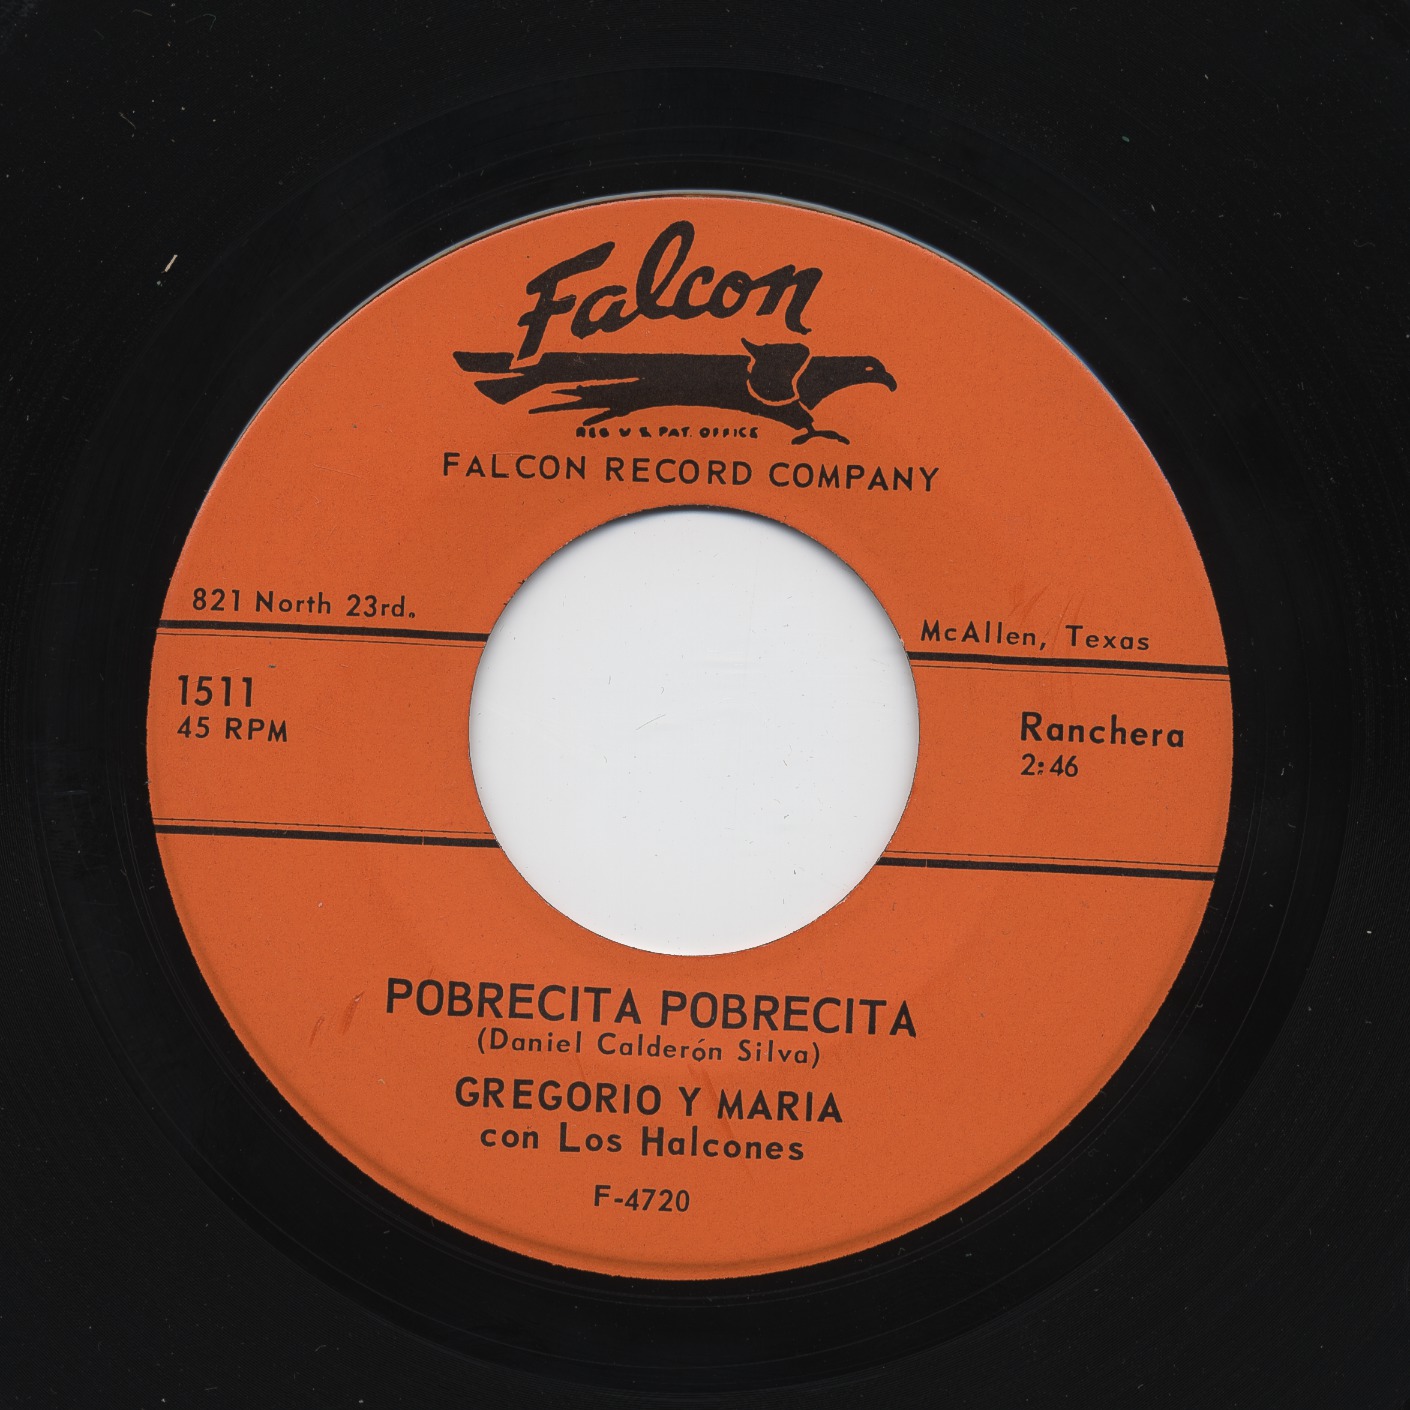 Falcon
REG U S PAT. OFFICE
FALCON RECORD COMPANY
821 North 23rd.
McAllen, Texas
1511
45 RPM
Ranchera
2:46
POBRECITA POBRECITA
(Daniel Calderón Silva)
GREGORIO Y MARIA
con Los Halcones
F-4720